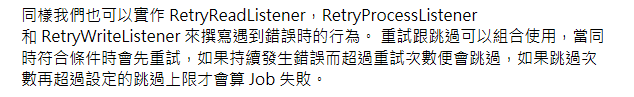 同樣我們也可以實作 RetryReadListener，RetryProcessListener
和 RetryWriteListener 來撰寫遇到錯誤時的行為。 重試跟跳過可以組合使用，當同
時符合條件時會先重試，如果持續發生錯誤而超過重試次數便會跳過，如果跳過次
數再超過設定的跳過上限才會算 Job 失敗。